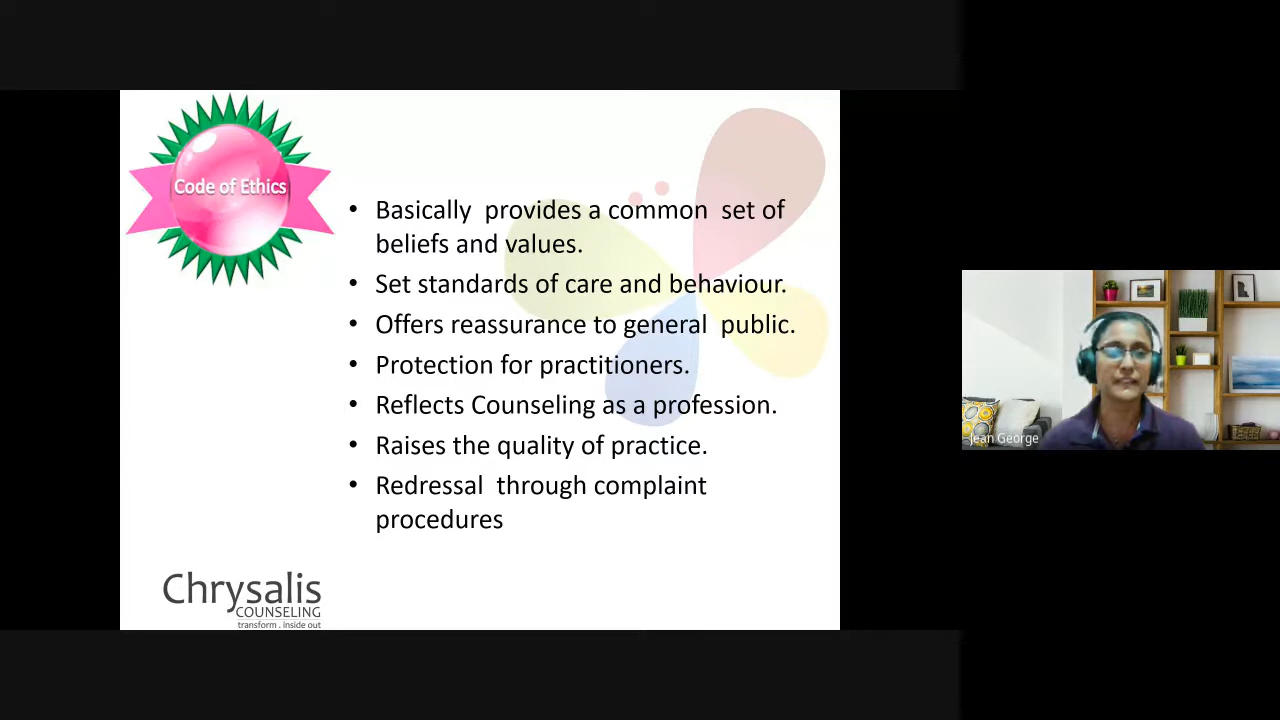 Code of Ethics
• Basically provides a common set of
beliefs and values.
• Set standards of care and behaviour.
• Offers reassurance to general public.
• Protection for practitioners.
• Reflects Counseling as a profession.
• Raises the quality of practice.
• Redressal through complaint
procedures
Chrysalis
COUNSELING
transform . inside out
Jean George